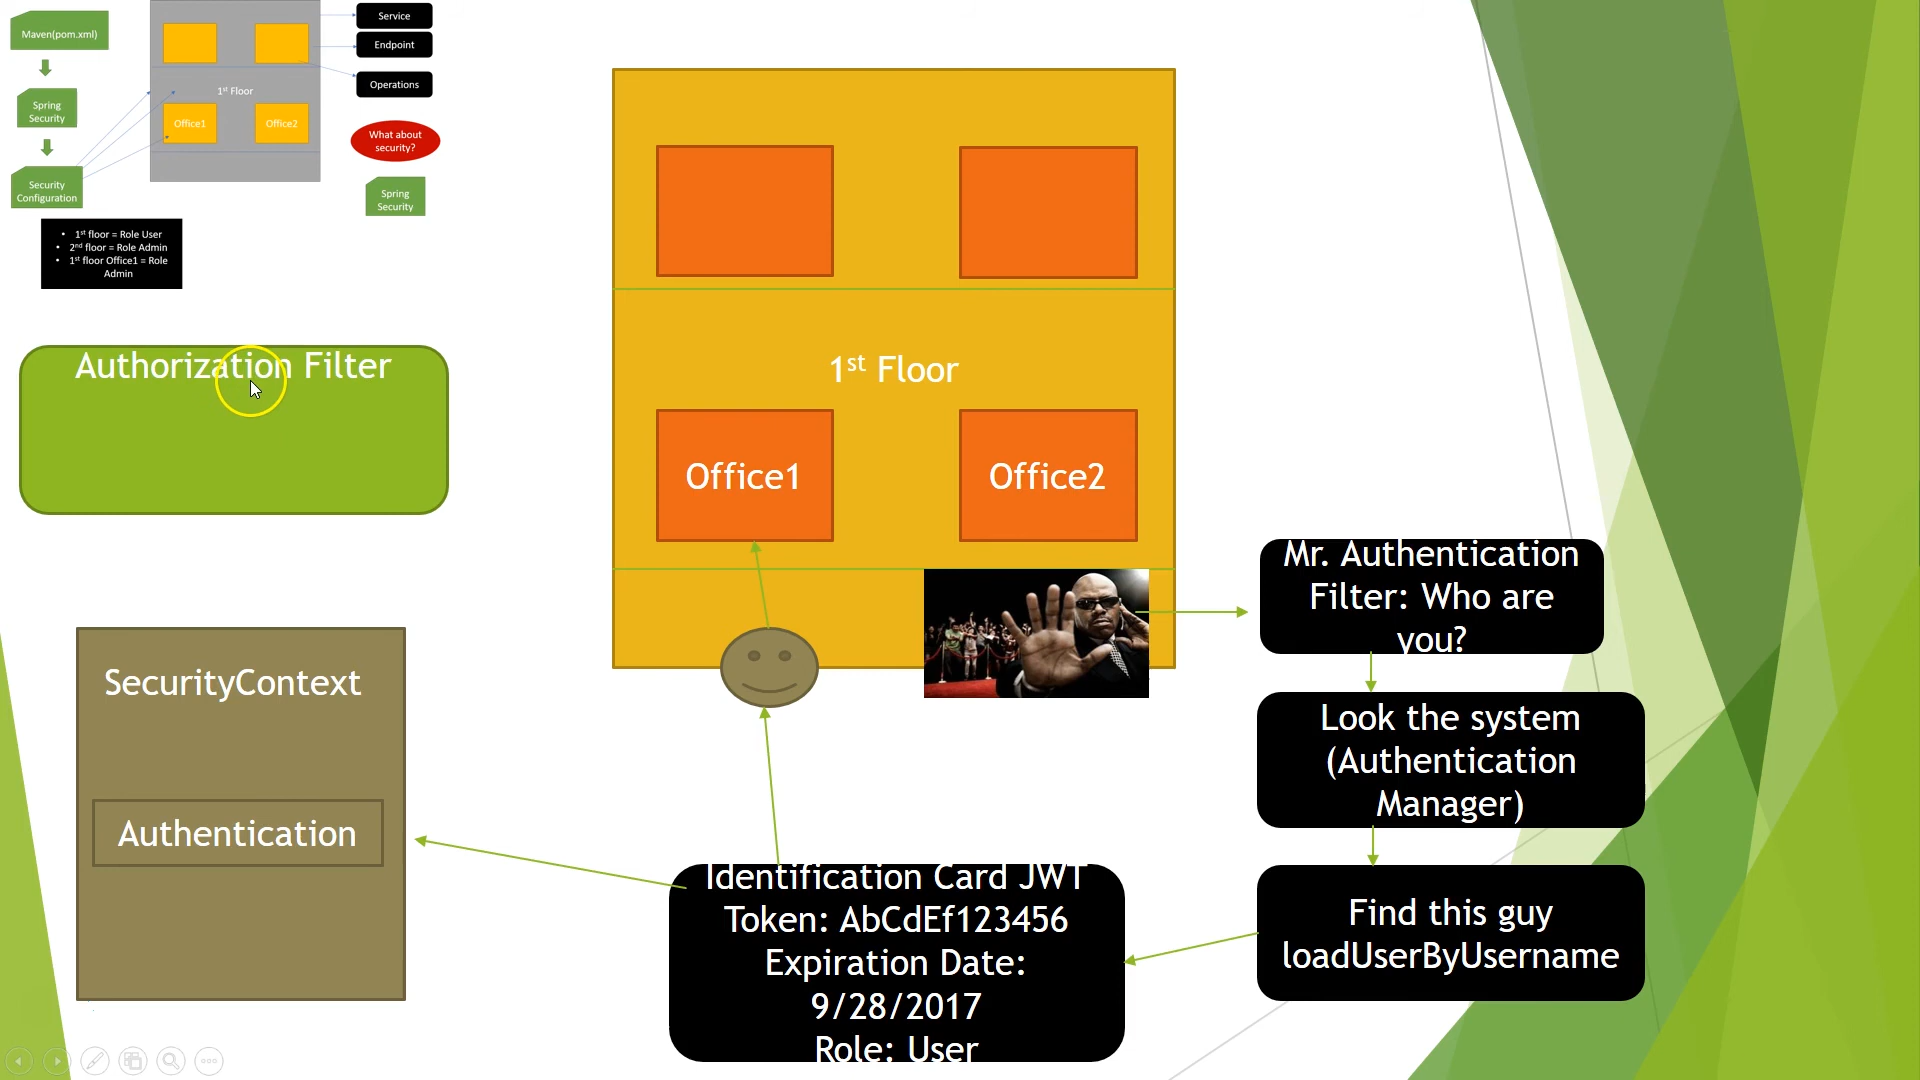 Maven(pom.xml)
Spring
Security
Security
Configuration
1st Floor
Office1
Office2
Service
Endpoint
Operations
What about
security?
Spring
Security
• 1st floor = Role User
• 2nd floor = Role Admin
• 1st floor Office1 = Role
Admin
Authorization Filter
1st Floor
Office1
Office2
SecurityContext
Authentication
Mr. Authentication
Filter: Who are
you?
Look the system
(Authentication
Manager)
Find this guy
loadUserByUsername
Identification Card JWT
Token: AbCdEf123456
Expiration Date:
9/28/2017
Role: User